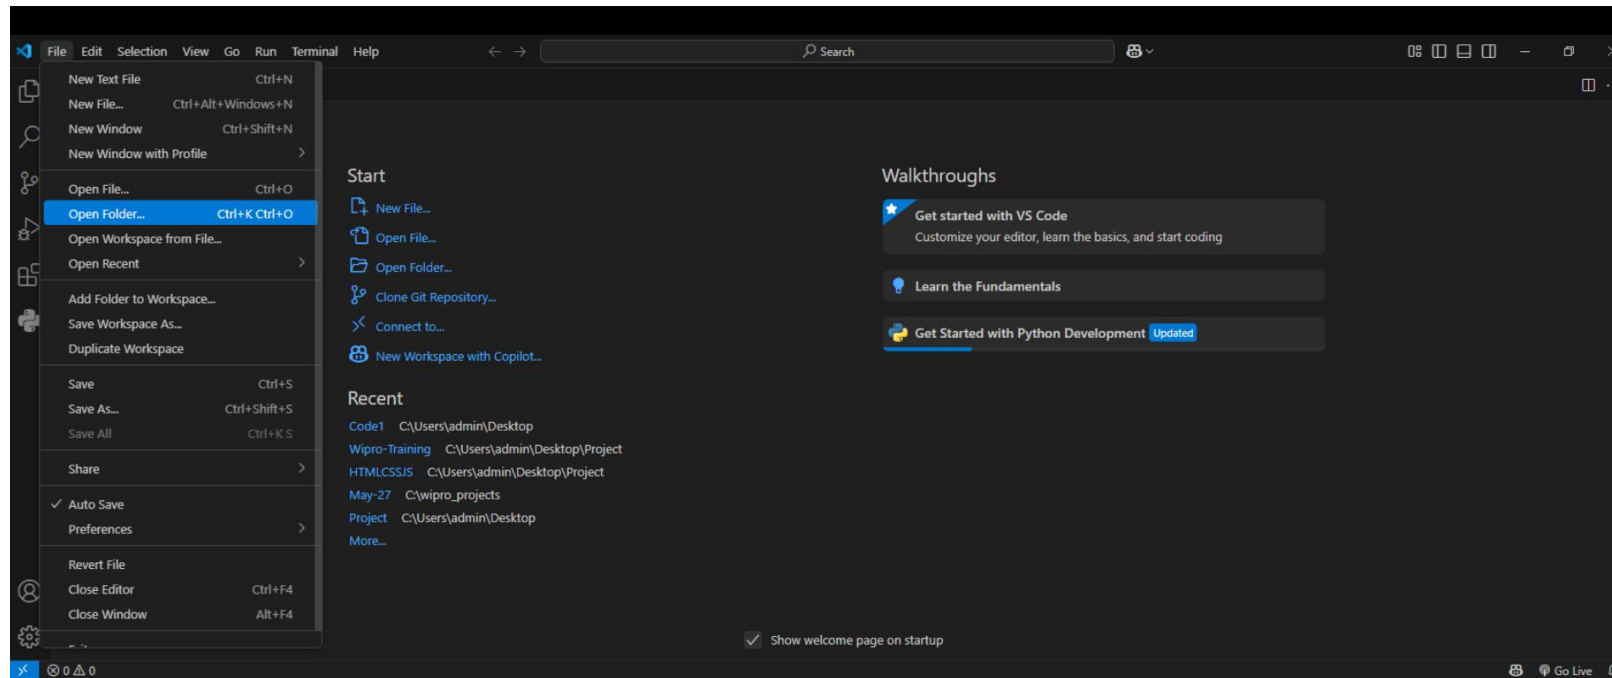 File Edit Selection View Go Run Terminal Help
Search
New Text File Ctrl+N
New File... Ctrl+Alt+Windows+N
New Window Ctrl+Shift+N
New Window with Profile
Open File... Ctrl+O
Open Folder... Ctrl+K Ctrl+O
Open Workspace from File...
Open Recent
Add Folder to Workspace...
Save Workspace As...
Duplicate Workspace
Save Ctrl+S
Save As... Ctrl+Shift+S
Save All Ctrl+K S
Share
Auto Save
Preferences
Revert File
Close Editor Ctrl+F4
Close Window Alt+F4
Start
New File...
Open File...
Open Folder...
Clone Git Repository...
Connect to...
New Workspace with Copilot...
Recent
Code1 C:\Users\admin\Desktop
Wipro-Training C:\Users\admin\Desktop\Project
HTMLCSSJS C:\Users\admin\Desktop\Project
May-27 C:\wipro_projects
Project C:\Users\admin\Desktop
More...
Walkthroughs
Get started with VS Code
Customize your editor, learn the basics, and start coding
Learn the Fundamentals
Get Started with Python Development Updated
Show welcome page on startup
0 0
Go Live